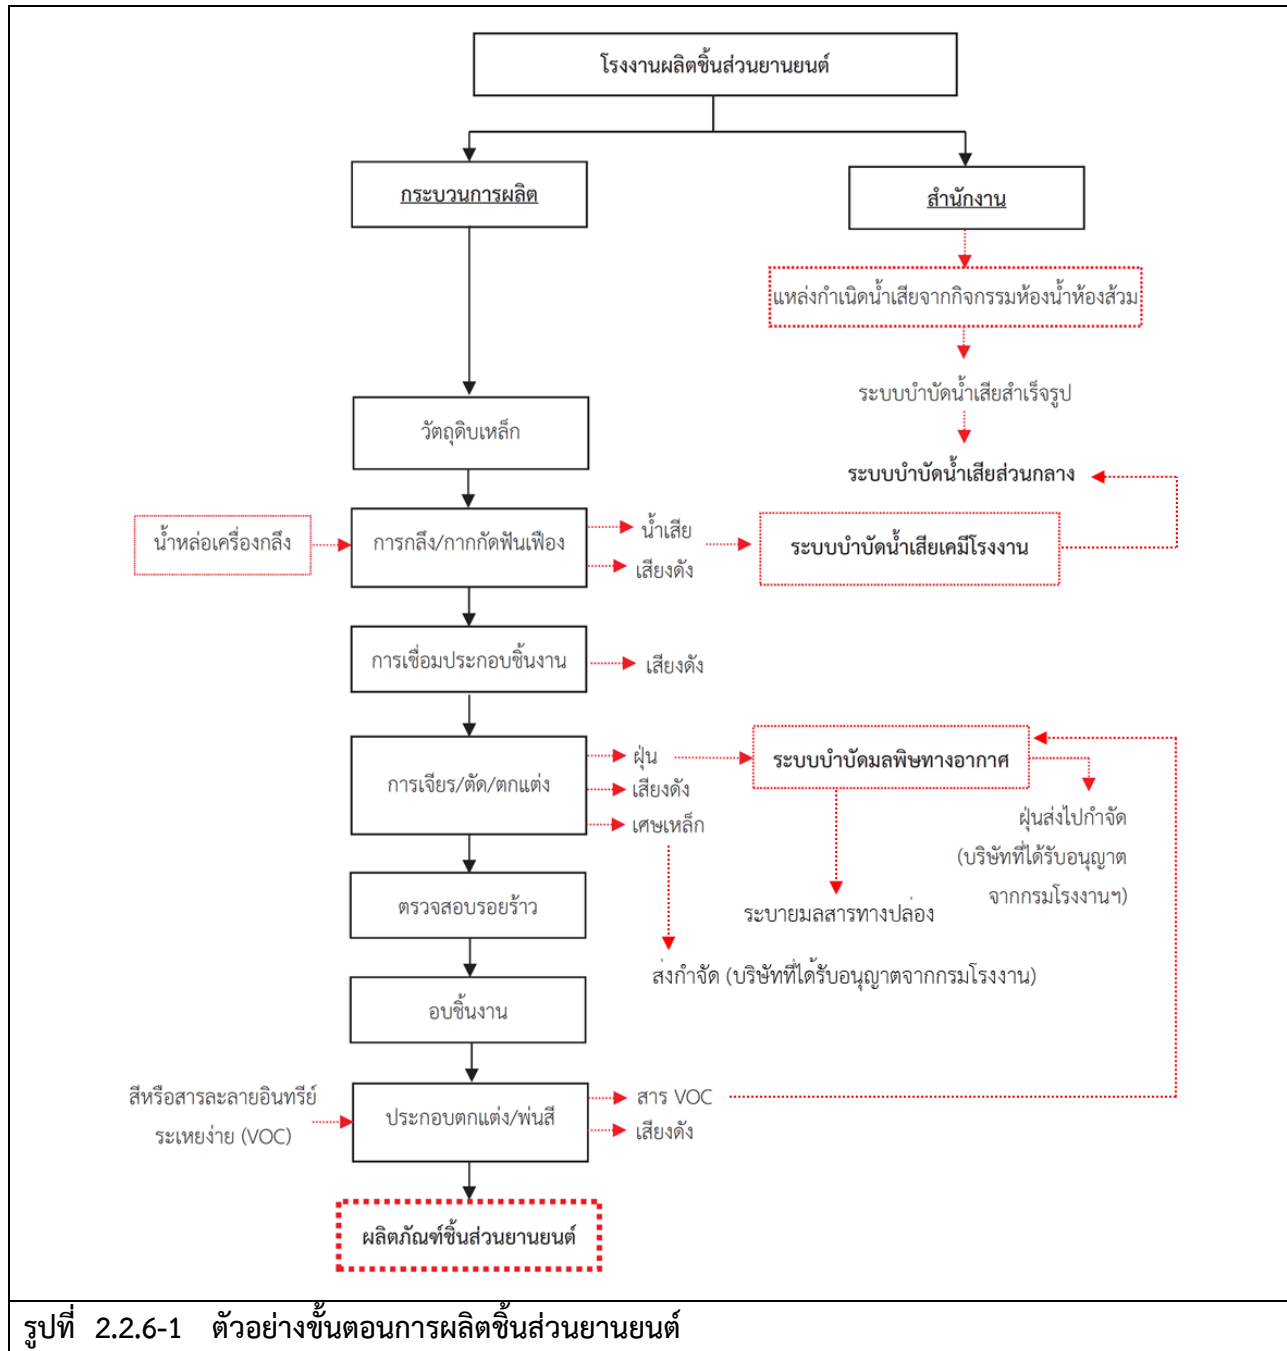 โรงงานผลิตชิ้นส่วนยานยนต์
กระบวนการผลิต
สำนักงาน
แหล่งกำเนิดน้ำเสียจากกิจกรรมห้องน้ำห้องส้วม
ระบบบำบัดน้ำเสียสำเร็จรูป
วัตถุดิบเหล็ก
ระบบบำบัดน้ำเสียส่วนกลาง
น้ำหล่อเครื่องกลึง
การกลึง/กากกัดฟันเฟือง
น้ำเสีย
เสียงดัง
ระบบบำบัดน้ำเสียเคมีโรงงาน
การเชื่อมประกอบชิ้นงาน
เสียงดัง
การเจียร/ตัด/ตกแต่ง
ฝุ่น
เสียงดัง
เศษเหล็ก
ระบบบำบัดมลพิษทางอากาศ
ฝุ่นส่งไปกำจัด
(บริษัทที่ได้รับอนุญาต
จากกรมโรงงานฯ)
ตรวจสอบรอยร้าว
ระบายมลสารทางปล่อง
ส่งกำจัด (บริษัทที่ได้รับอนุญาตจากกรมโรงงาน)
อบชิ้นงาน
สีหรือสารละลายอินทรีย์
ระเหยง่าย (VOC)
ประกอบตกแต่ง/พ่นสี
สาร VOC
เสียงดัง
ผลิตภัณฑ์ชิ้นส่วนยานยนต์
รูปที่ 2.2.6-1 ตัวอย่างขั้นตอนการผลิตชิ้นส่วนยานยนต์